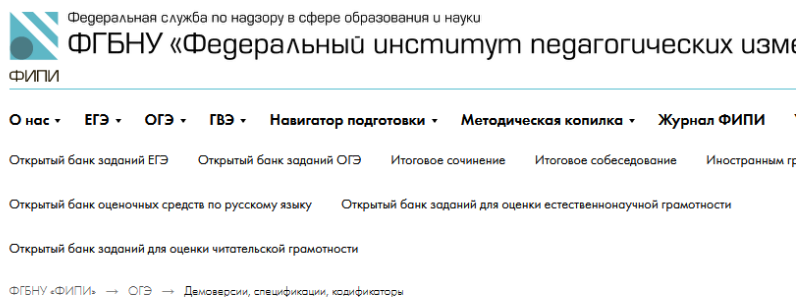 Федеральная служба по надзору в сфере образования и науки
ФГБНУ «Федеральный институт педагогических
ФИПИ
О нас ЕГЭ ОГЭ ГВЭ Навигатор подготовки Методическая копилка Журнал ФИПИ
Открытый банк заданий ЕГЭ Открытый банк заданий ОГЭ Итоговое сочинение Итоговое собеседование Иностранным
Открытый банк оценочных средств по русскому языку Открытый банк заданий для оценки естественнонаучной грамотности
Открытый банк заданий для оценки читательской грамотности
ФГБНУ «ФИПИ» → ОГЭ → Демоверсии, спецификации, кодификаторы